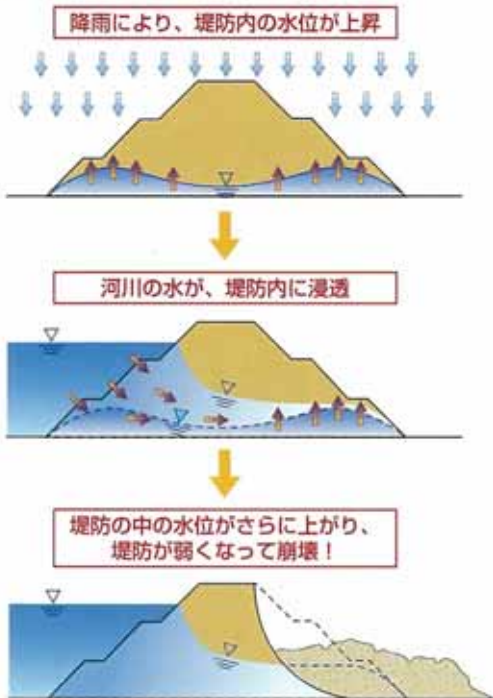 降雨により、堤防内の水位が上昇
河川の水が、堤防内に浸透
堤防の中の水位がさらに上がり、
堤防が弱くなって崩壊！